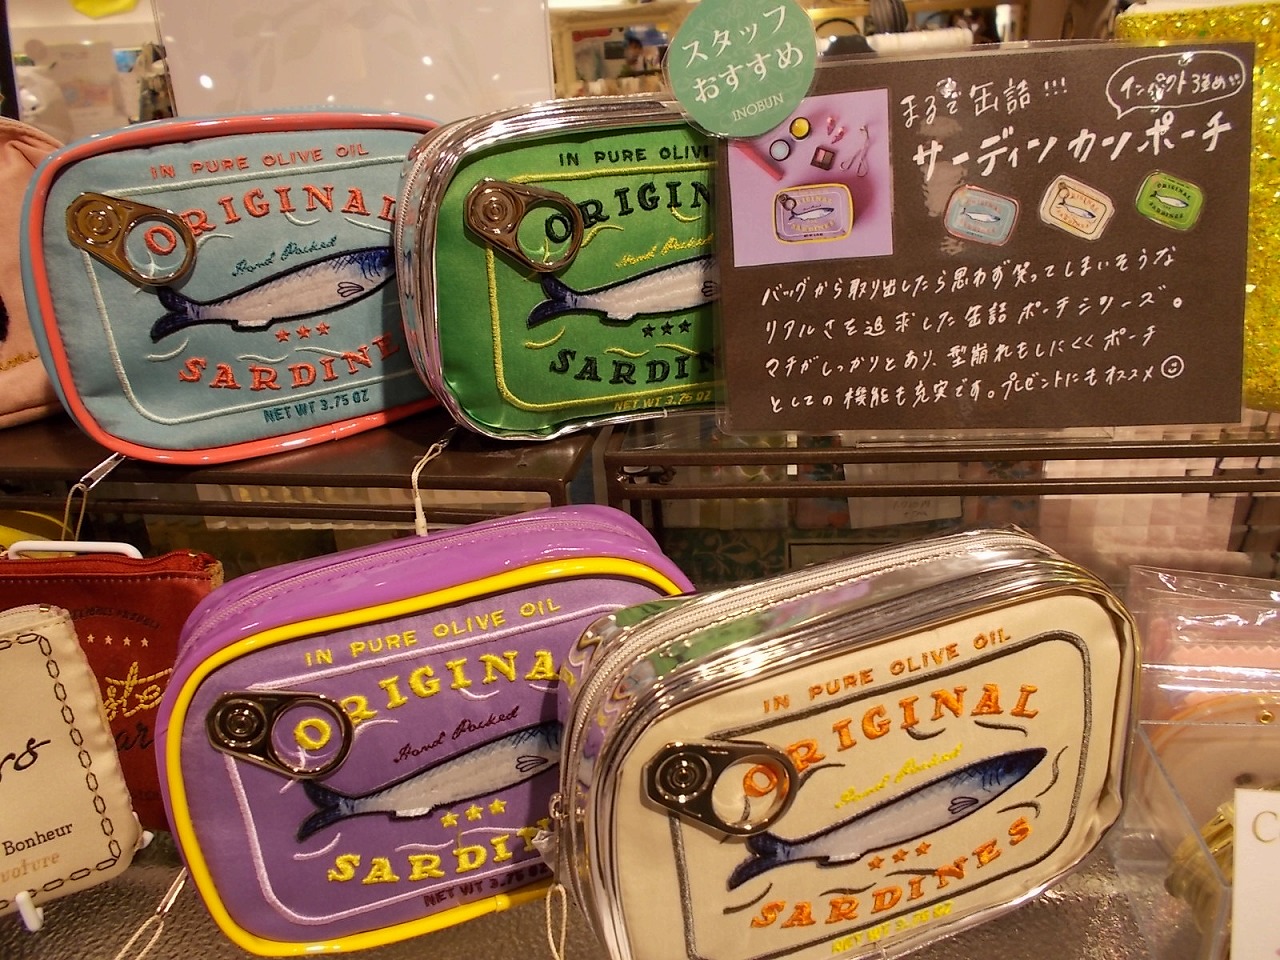 スタッフ
おすすめ
INOBUN
まるで缶詰!!!
インパクト強め
サーディンカンポーチ
バッグから取り出したら思わず笑ってしまいそうな
リアルさを追求した缶詰ポーチシリーズ。
マチがしっかりとあり、型崩れもしにくくポーチ
としての機能も充実です。プレゼントにもオススメ
IN PURE OLIVE OIL
ORIGINAL
Hand Packed
SARDINES
NET WT 3.75 OZ
IN PURE OLIVE
ORIGINAL
Hand Packed
SARDINES
NET WT 3.75 OZ
IN PURE OLIVE OIL
ORIGINAL
Hand Packed
SARDINES
NET WT 3.75 OZ
IN PURE OLIVE OIL
ORIGINAL
Hand Packed
SARDINES
NET WT 3.75 OZ
Bonheur